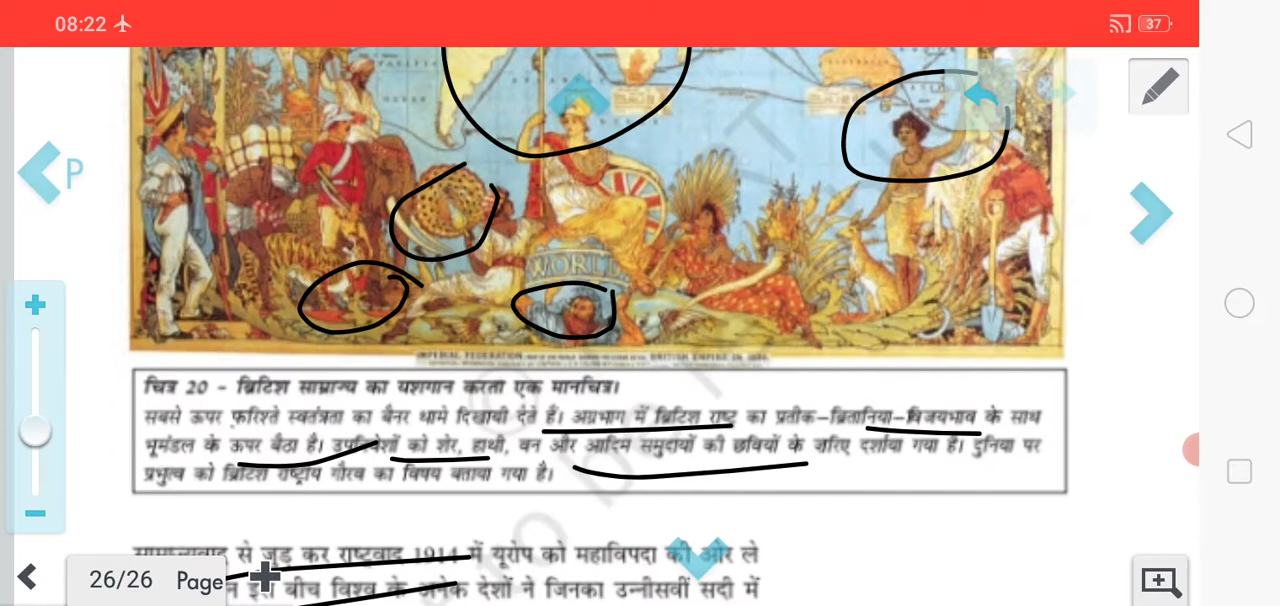 08:22
37
P
WORLD
IMPERIAL FEDERATION BRITISH EMPIRE IN 1886
चित्र 20 - ब्रिटिश साम्राज्य का यशगान करता एक मानचित्र।
सबसे ऊपर फ़रिश्ते स्वतंत्रता का बैनर थामे दिखायी देते हैं। अग्रभाग में ब्रिटिश राष्ट्र का प्रतीक–ब्रितानिया–विजयभाव के साथ
भूमंडल के ऊपर बैठा है। उपनिवेशों को शेर, हाथी, वन और आदिम समुदायों की छवियों के ज़रिए दर्शाया गया है। दुनिया पर
प्रभुत्व को ब्रिटिश राष्ट्रीय गौरव का विषय बताया गया है।
साम्राज्यवाद से जुड़ कर राष्ट्रवाद 1914 में यूरोप को महाविपदा की ओर ले
26/26 Page
इस बीच विश्व के अनेक देशों ने जिनका उन्नीसवीं सदी में